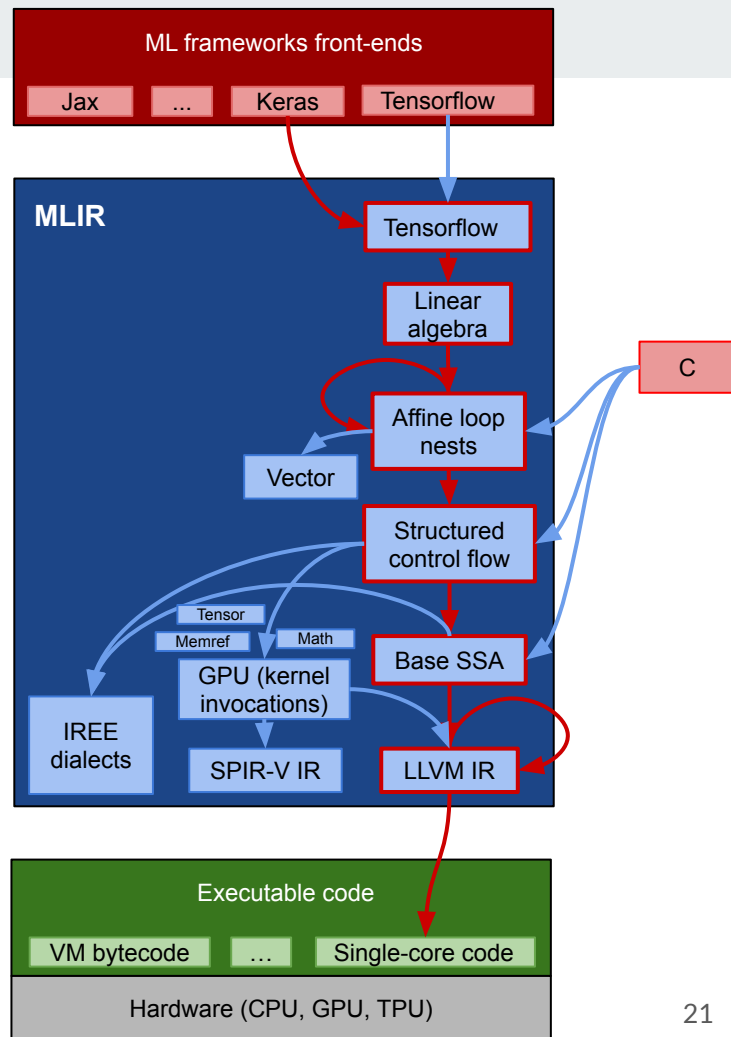 ML frameworks front-ends
Jax
...
Keras
Tensorflow
MLIR
Tensorflow
Linear
algebra
C
Affine loop
nests
Vector
Structured
control flow
Tensor
Memref
Math
Base SSA
GPU (kernel
invocations)
IREE
dialects
SPIR-V IR
LLVM IR
Executable code
VM bytecode
...
Single-core code
Hardware (CPU, GPU, TPU)
21